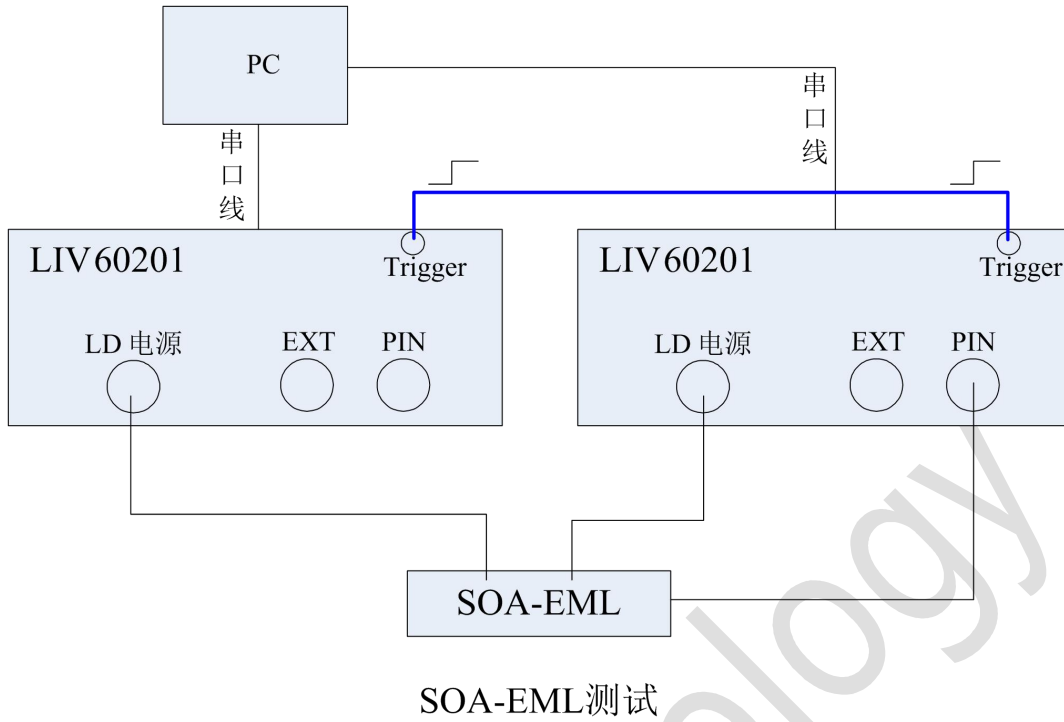 PC
串口线
串口线
LIV60201
Trigger
LD 电源
EXT
PIN
LIV60201
Trigger
LD 电源
EXT
PIN
SOA-EML
SOA-EML测试
ology